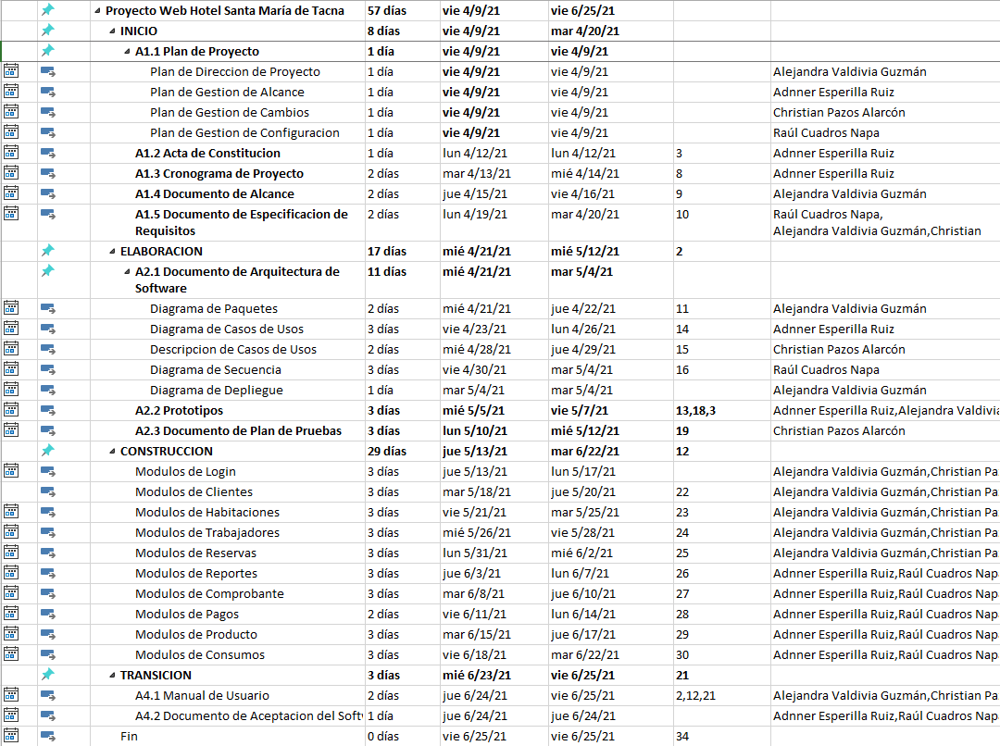 Proyecto Web Hotel Santa María de Tacna 57 días vie 4/9/21 vie 6/25/21
INICIO 8 días vie 4/9/21 mar 4/20/21
A1.1 Plan de Proyecto 1 día vie 4/9/21 vie 4/9/21
Plan de Direccion de Proyecto 1 día vie 4/9/21 vie 4/9/21 Alejandra Valdivia Guzmán
Plan de Gestion de Alcance 1 día vie 4/9/21 vie 4/9/21 Adnner Esperilla Ruiz
Plan de Gestion de Cambios 1 día vie 4/9/21 vie 4/9/21 Christian Pazos Alarcón
Plan de Gestion de Configuracion 1 día vie 4/9/21 vie 4/9/21 Raúl Cuadros Napa
A1.2 Acta de Constitucion 1 día lun 4/12/21 lun 4/12/21 3 Adnner Esperilla Ruiz
A1.3 Cronograma de Proyecto 2 días mar 4/13/21 mié 4/14/21 8 Adnner Esperilla Ruiz
A1.4 Documento de Alcance 2 días jue 4/15/21 vie 4/16/21 9 Alejandra Valdivia Guzmán
A1.5 Documento de Especificacion de 2 días lun 4/19/21 mar 4/20/21 10 Raúl Cuadros Napa,
Requisitos Alejandra Valdivia Guzmán,Christian
ELABORACION 17 días mié 4/21/21 mié 5/12/21 2
A2.1 Documento de Arquitectura de 11 días mié 4/21/21 mar 5/4/21
Software
Diagrama de Paquetes 2 días mié 4/21/21 jue 4/22/21 11 Alejandra Valdivia Guzmán
Diagrama de Casos de Usos 3 días vie 4/23/21 lun 4/26/21 14 Adnner Esperilla Ruiz
Descripcion de Casos de Usos 2 días mié 4/28/21 jue 4/29/21 15 Christian Pazos Alarcón
Diagrama de Secuencia 3 días vie 4/30/21 mar 5/4/21 16 Raúl Cuadros Napa
Diagrama de Depliegue 1 día mar 5/4/21 mar 5/4/21 Alejandra Valdivia Guzmán
A2.2 Prototipos 3 días mié 5/5/21 vie 5/7/21 13,18,3 Adnner Esperilla Ruiz,Alejandra Valdivia
A2.3 Documento de Plan de Pruebas 3 días lun 5/10/21 mié 5/12/21 19 Christian Pazos Alarcón
CONSTRUCCION 29 días jue 5/13/21 mar 6/22/21 12
Modulos de Login 3 días jue 5/13/21 lun 5/17/21 Alejandra Valdivia Guzmán,Christian Pa
Modulos de Clientes 3 días mar 5/18/21 jue 5/20/21 22 Alejandra Valdivia Guzmán,Christian Pa
Modulos de Habitaciones 3 días vie 5/21/21 mar 5/25/21 23 Alejandra Valdivia Guzmán,Christian Pa
Modulos de Trabajadores 3 días mié 5/26/21 vie 5/28/21 24 Alejandra Valdivia Guzmán,Christian Pa
Modulos de Reservas 3 días lun 5/31/21 mié 6/2/21 25 Alejandra Valdivia Guzmán,Christian Pa
Modulos de Reportes 3 días jue 6/3/21 lun 6/7/21 26 Adnner Esperilla Ruiz,Raúl Cuadros Nap
Modulos de Comprobante 3 días mar 6/8/21 jue 6/10/21 27 Adnner Esperilla Ruiz,Raúl Cuadros Nap
Modulos de Pagos 2 días vie 6/11/21 lun 6/14/21 28 Adnner Esperilla Ruiz,Raúl Cuadros Nap
Modulos de Producto 3 días mar 6/15/21 jue 6/17/21 29 Adnner Esperilla Ruiz,Raúl Cuadros Nap
Modulos de Consumos 3 días vie 6/18/21 mar 6/22/21 30 Adnner Esperilla Ruiz,Raúl Cuadros Nap
TRANSICION 3 días mié 6/23/21 vie 6/25/21 21
A4.1 Manual de Usuario 2 días jue 6/24/21 vie 6/25/21 2,12,21 Alejandra Valdivia Guzmán,Christian Pa
A4.2 Documento de Aceptacion del Soft 1 día jue 6/24/21 jue 6/24/21 Adnner Esperilla Ruiz,Raúl Cuadros Nap
Fin 0 días vie 6/25/21 vie 6/25/21 34